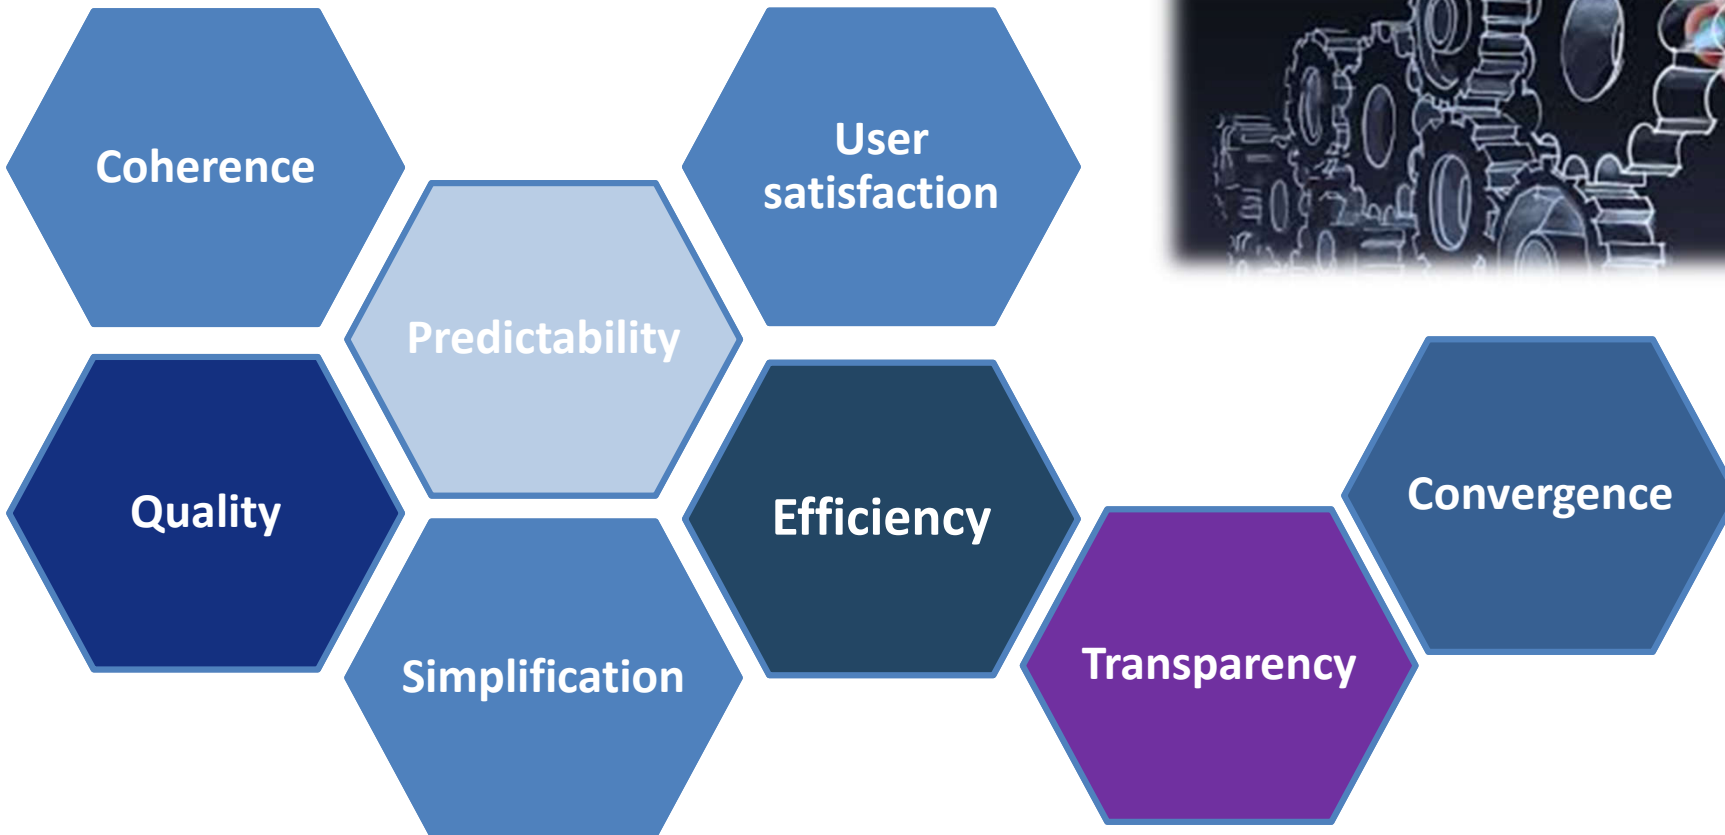 Coherence
User
satisfaction
Predictability
Quality
Efficiency
Convergence
Simplification
Transparency